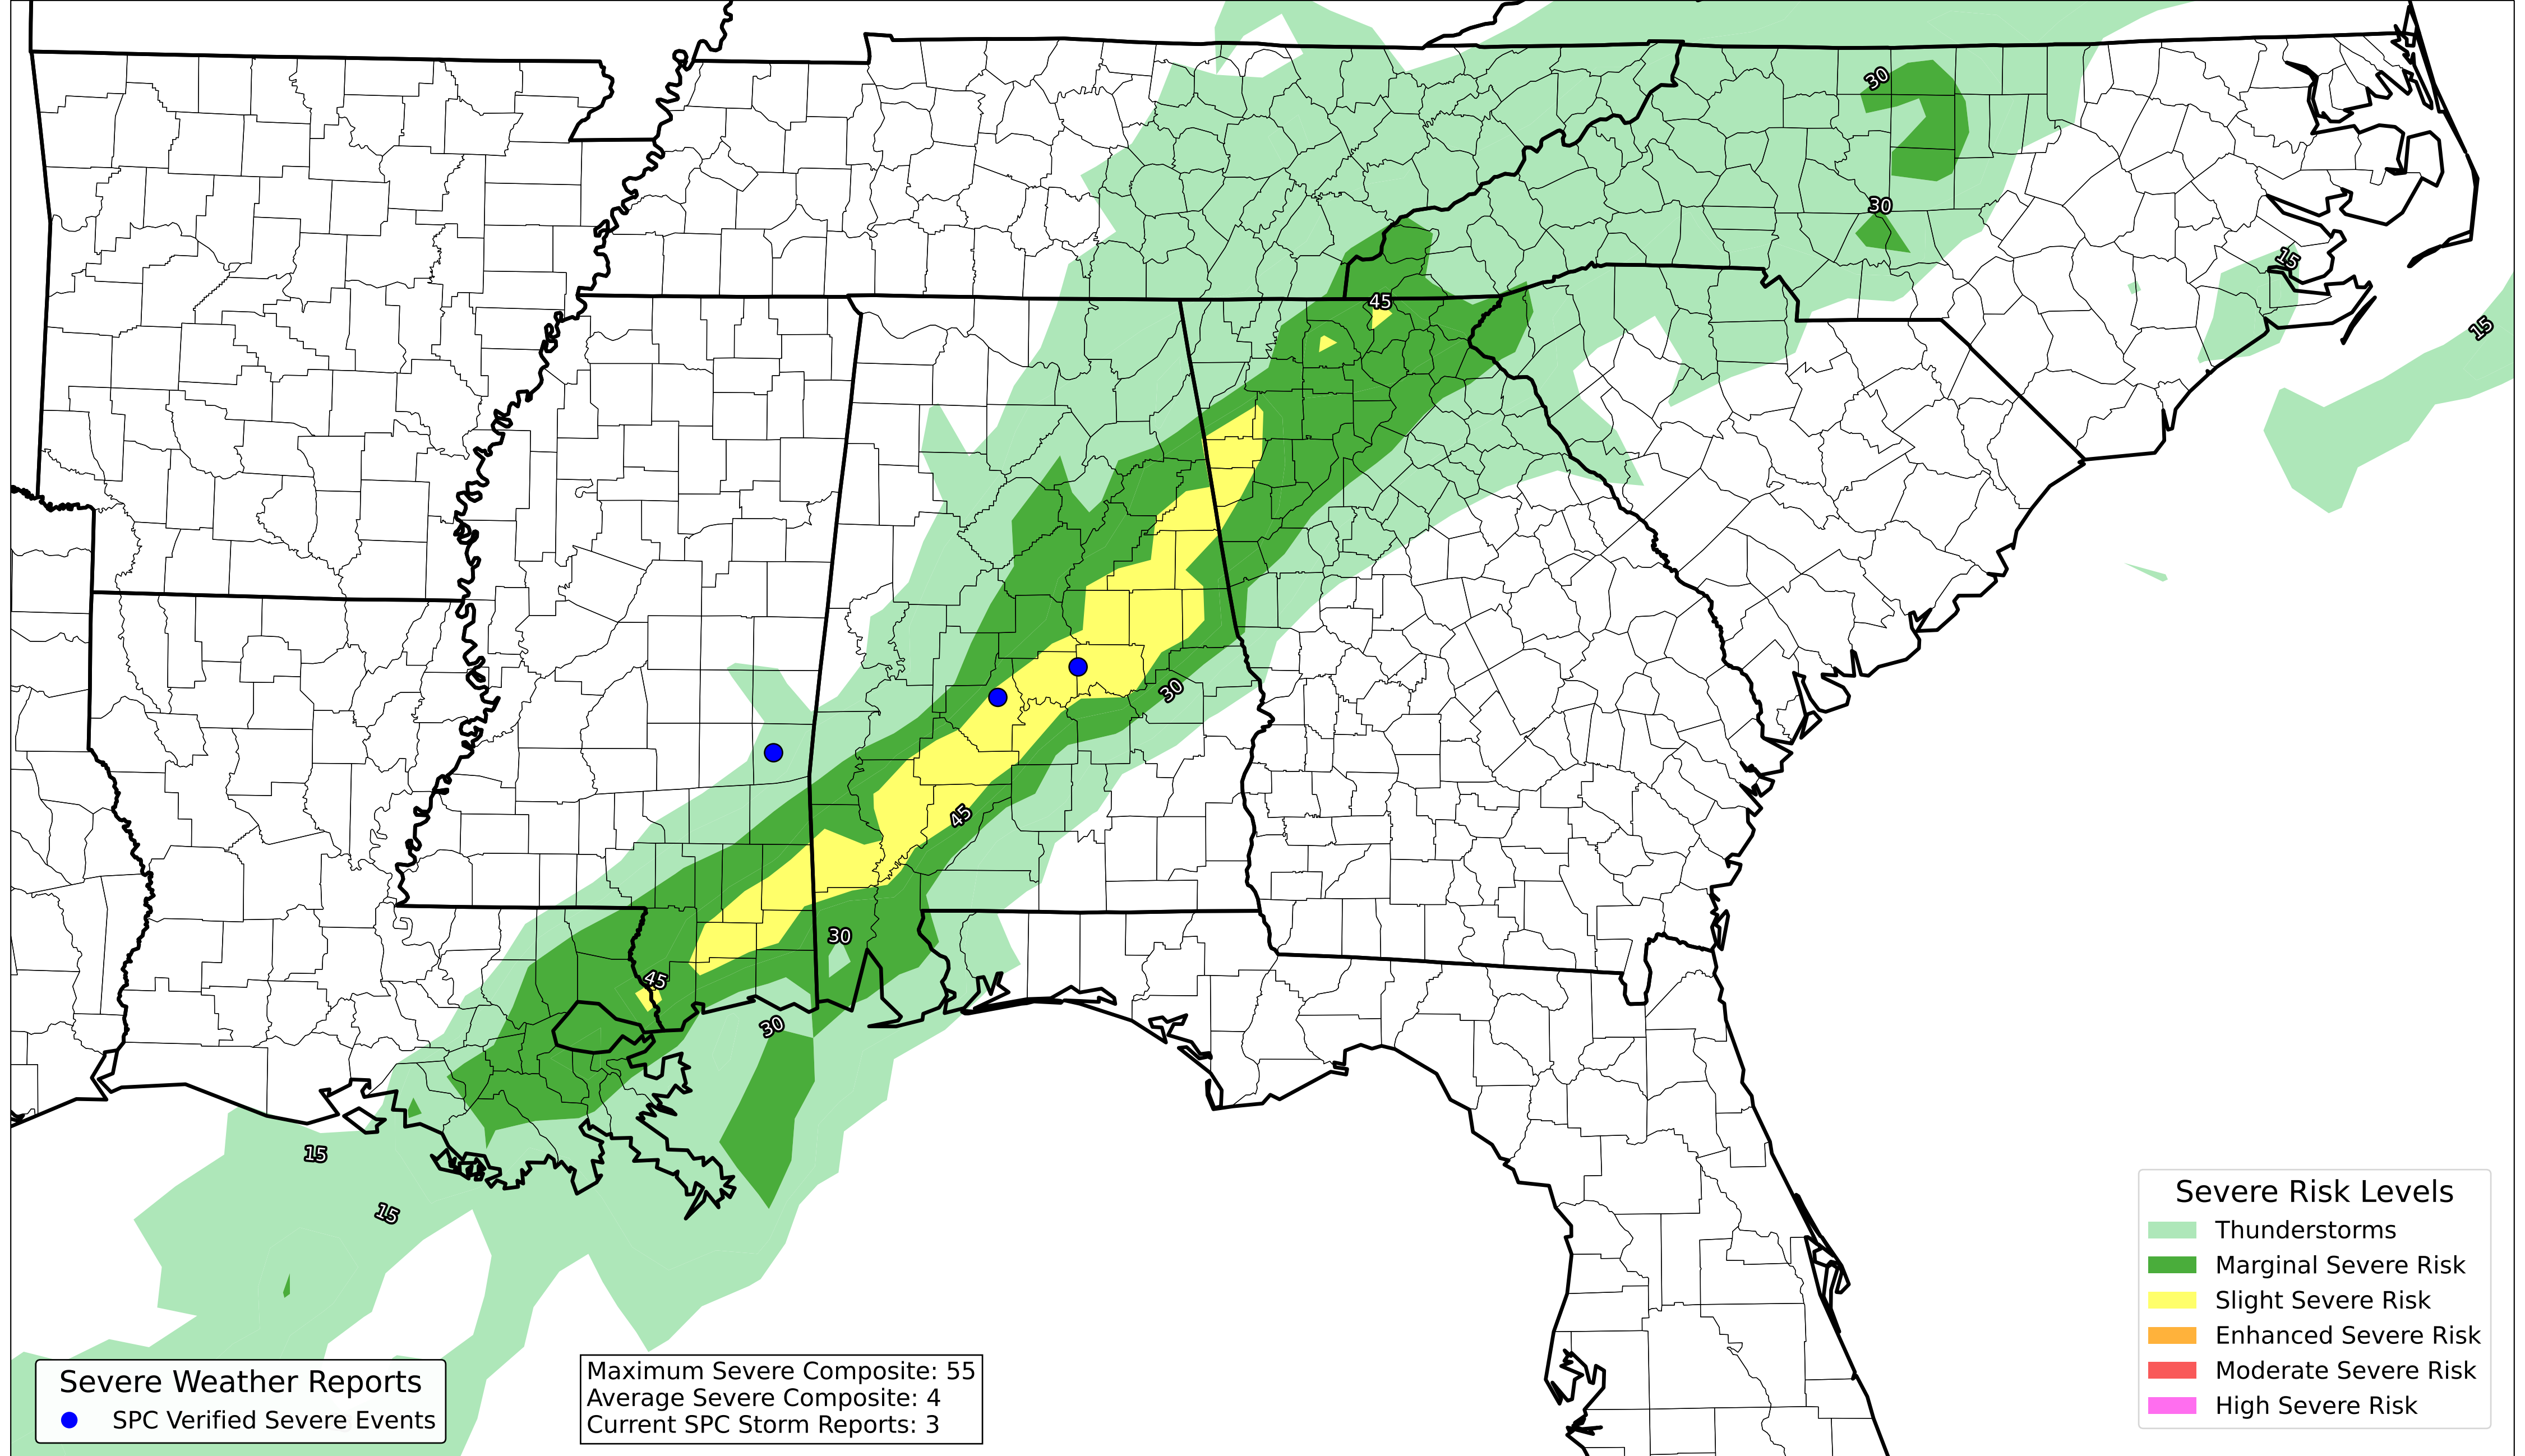 30
30
15
15
45
30
45
30
45
30
15
15
Severe Weather Reports
SPC Verified Severe Events
Maximum Severe Composite: 55
Average Severe Composite: 4
Current SPC Storm Reports: 3
Severe Risk Levels
Thunderstorms
Marginal Severe Risk
Slight Severe Risk
Enhanced Severe Risk
Moderate Severe Risk
High Severe Risk